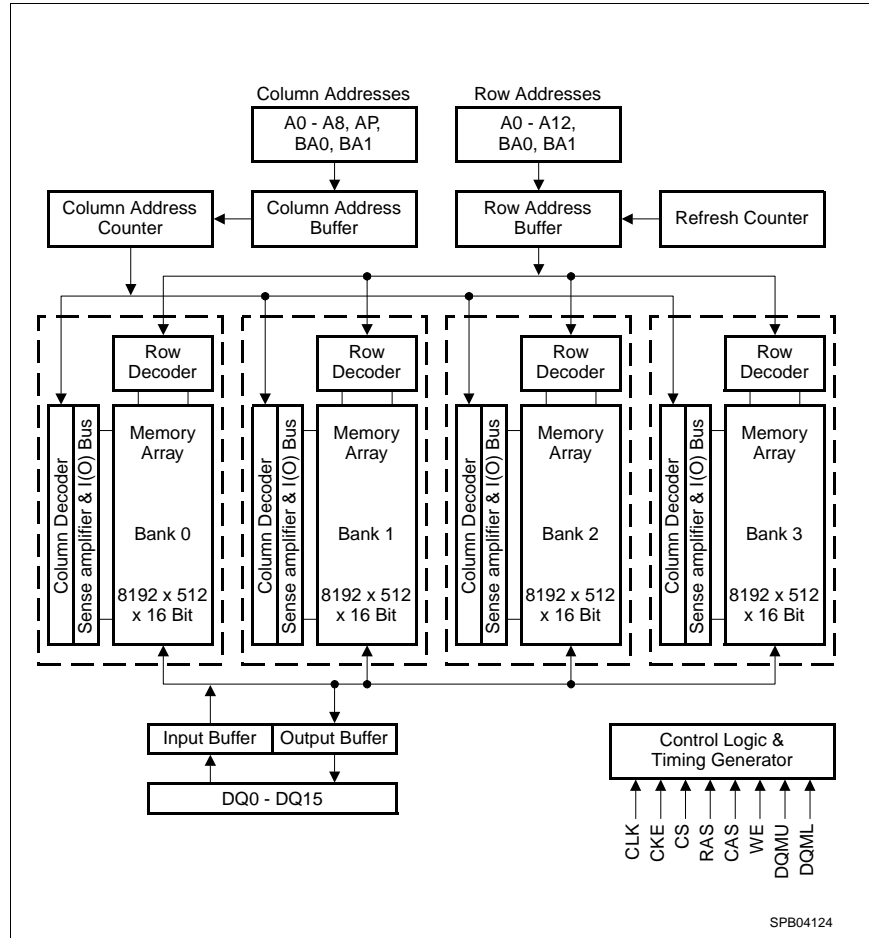 Column Addresses
Row Addresses
A0 - A8, AP,
BA0, BA1
A0 - A12,
BA0, BA1
Column Address
Counter
Column Address
Buffer
Row Address
Buffer
Refresh Counter
Row
Decoder
Row
Decoder
Row
Decoder
Row
Decoder
Column Decoder
Sense amplifier & I(O) Bus
Memory
Array
Bank 0
8192 x 512
x 16 Bit
Column Decoder
Sense amplifier & I(O) Bus
Memory
Array
Bank 1
8192 x 512
x 16 Bit
Column Decoder
Sense amplifier & I(O) Bus
Memory
Array
Bank 2
8192 x 512
x 16 Bit
Column Decoder
Sense amplifier & I(O) Bus
Memory
Array
Bank 3
8192 x 512
x 16 Bit
Input Buffer
Output Buffer
DQ0 - DQ15
Control Logic &
Timing Generator
CLK
CKE
CS
RAS
CAS
WE
DQMU
DQML
SPB04124